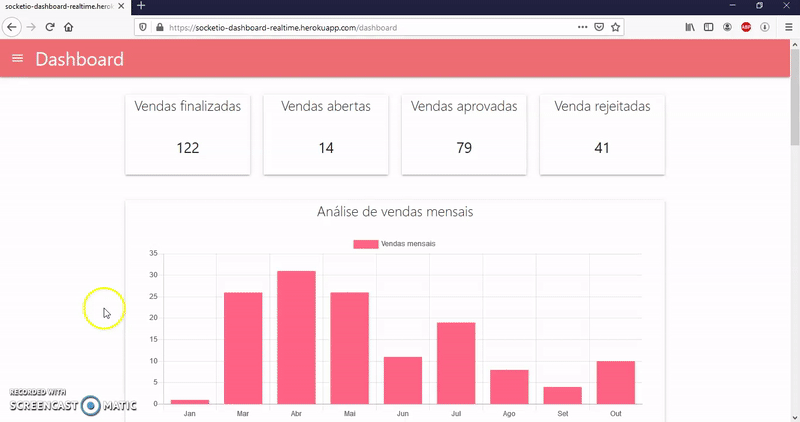 socketio-dashboard-realtime.herok
https://socketio-dashboard-realtime.herokuapp.com/dashboard
ABP
Dashboard
Vendas finalizadas
122
Vendas abertas
14
Vendas aprovadas
79
Venda rejeitadas
41
Análise de vendas mensais
Vendas mensais
35
30
25
20
15
10
5
0
Jan Mar Abr Mai Jun Jul Ago Set Out
RECORDED WITH
SCREENCAST MATIC